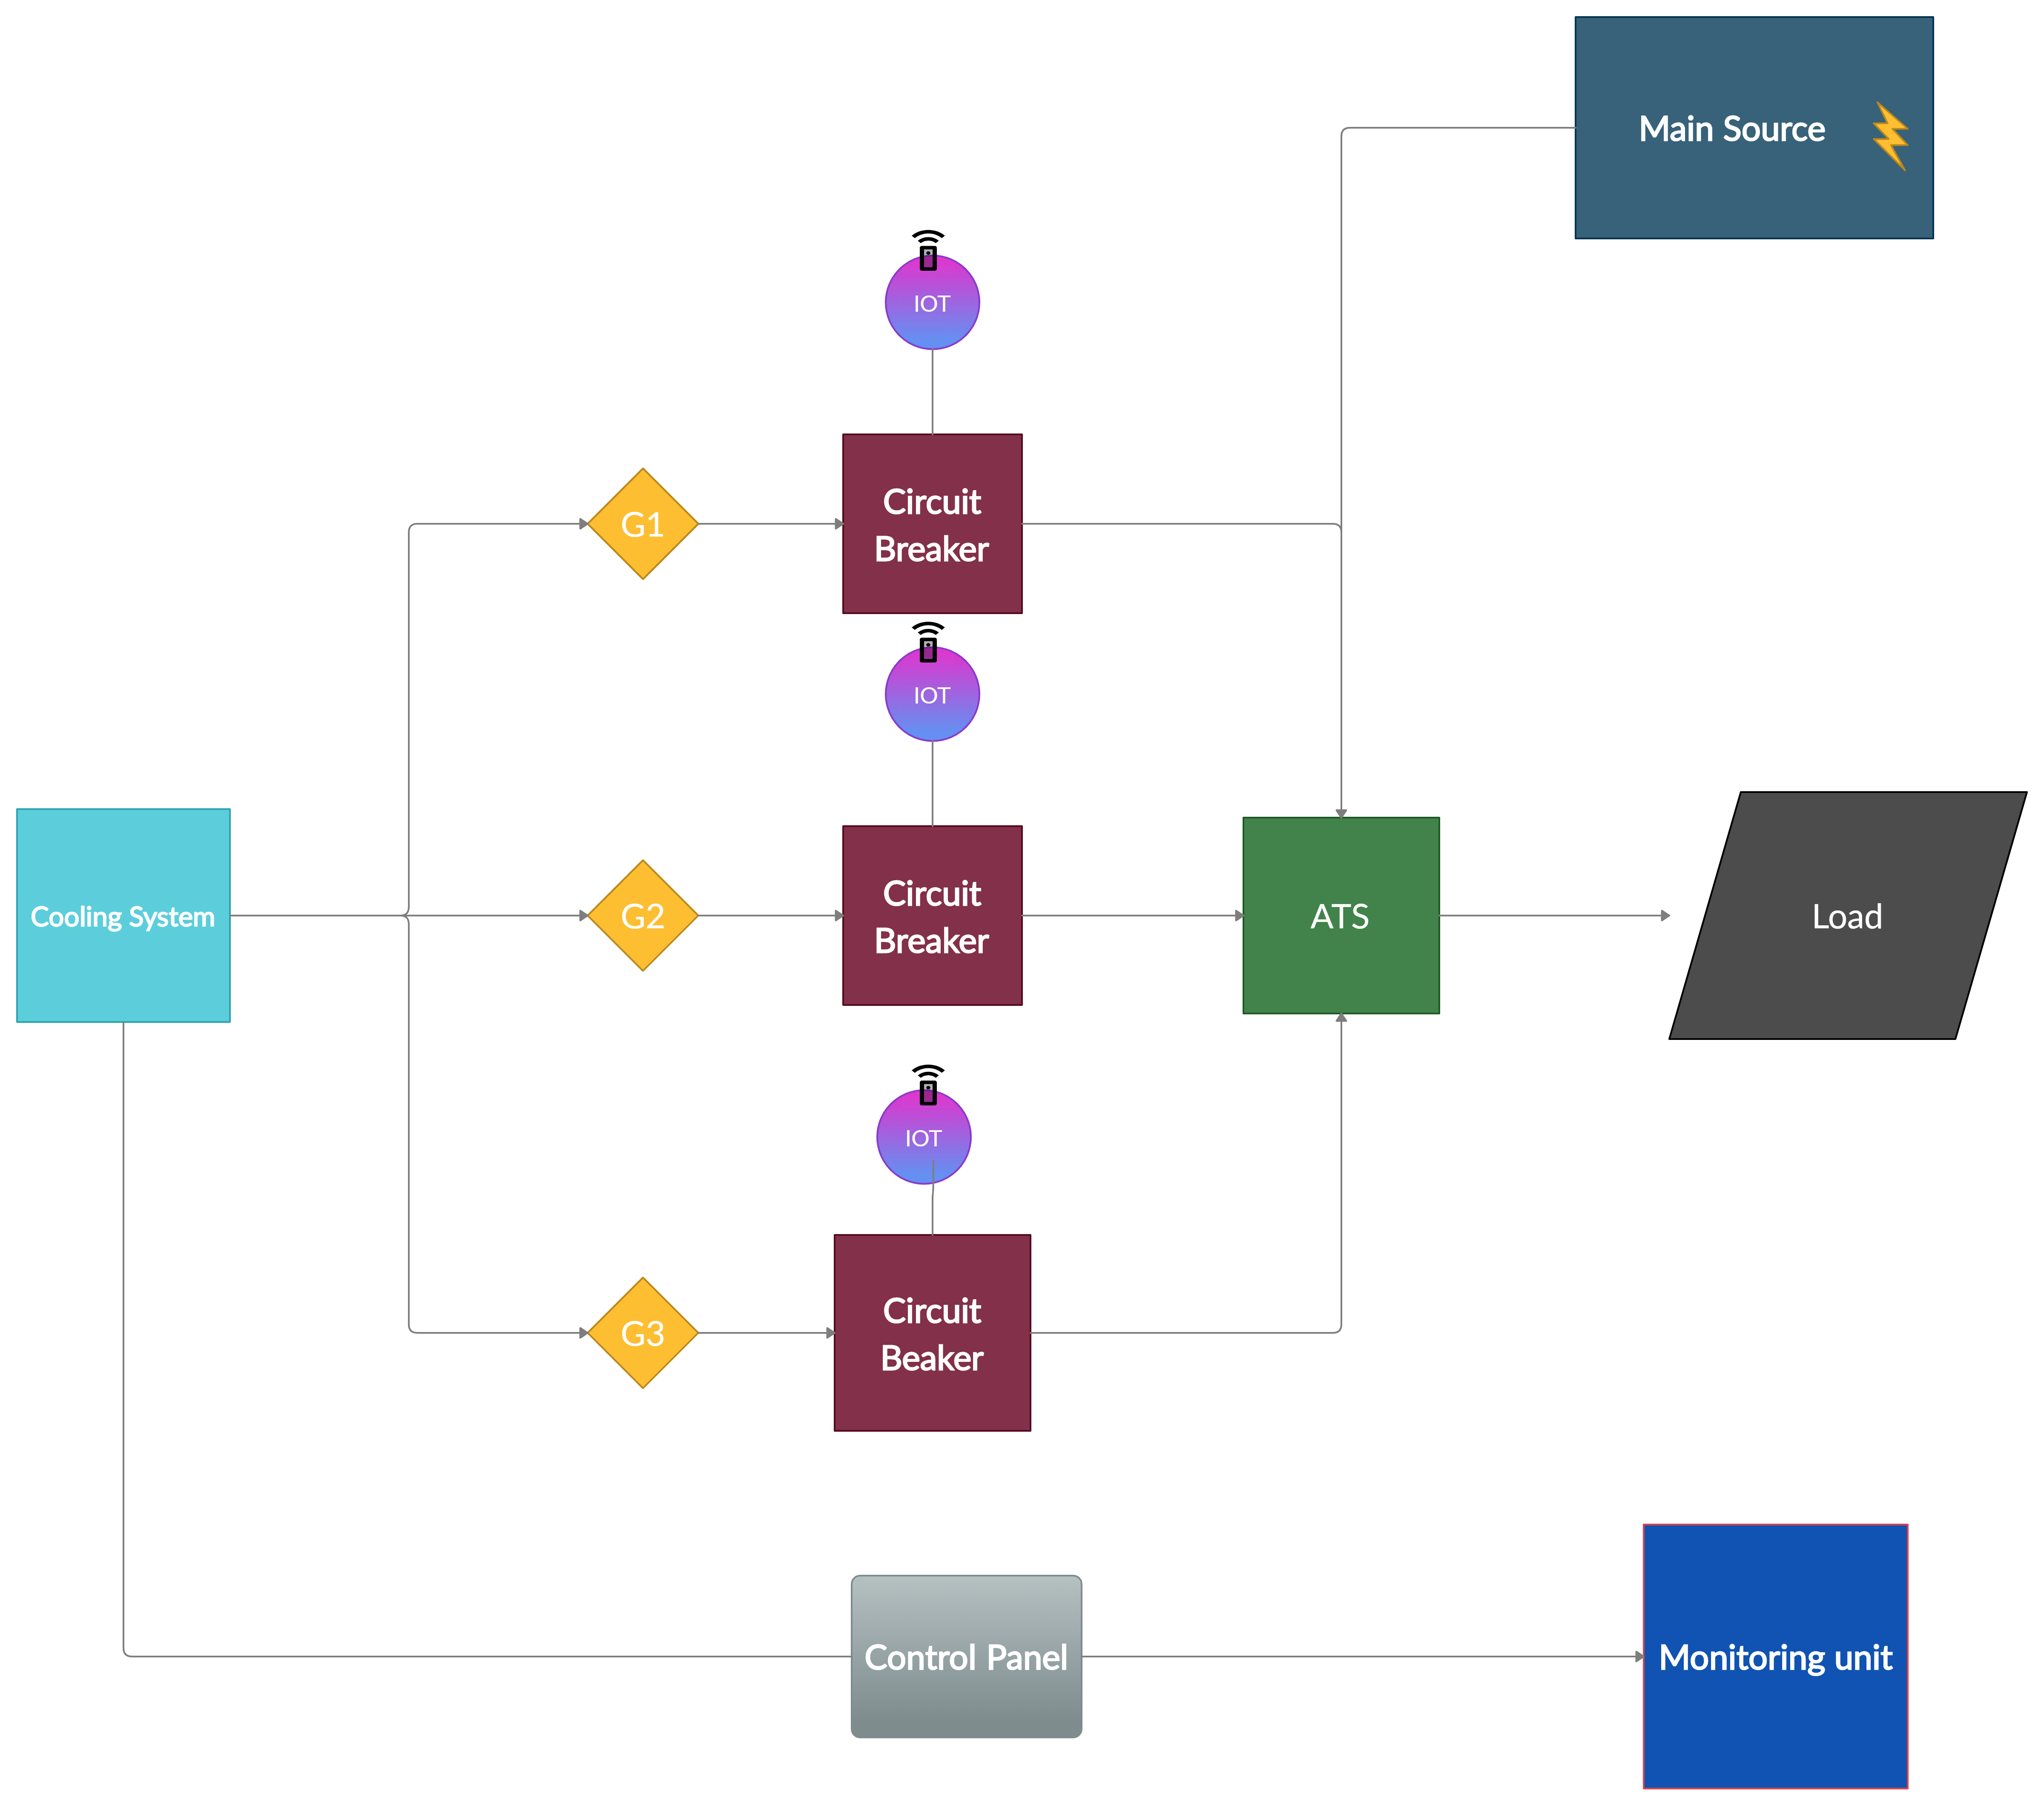 Main Source
IOT
Circuit
Breaker
G1
IOT
Cooling System
G2
Circuit
Breaker
ATS
Load
IOT
G3
Circuit
Beaker
Control Panel
Monitoring unit